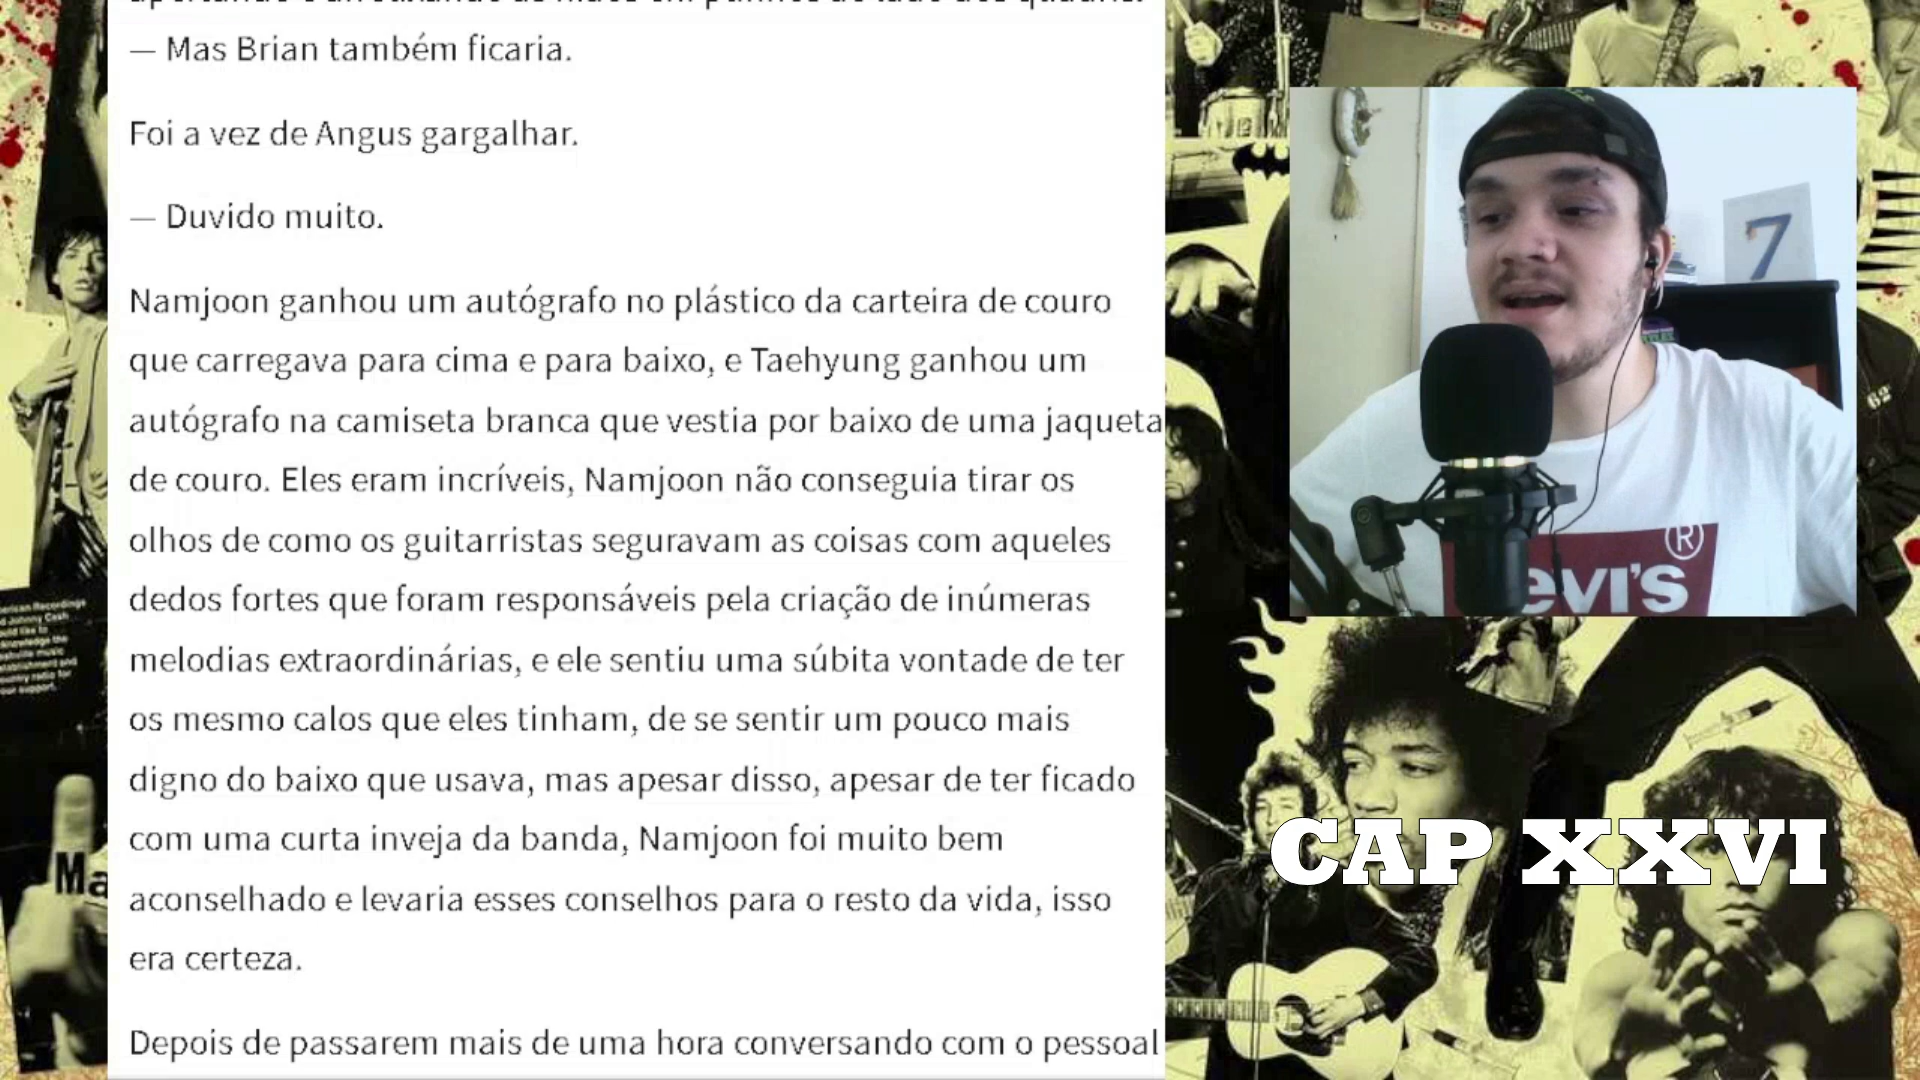 — Mas Brian também ficaria.
Foi a vez de Angus gargalhar.
— Duvido muito.
Namjoon ganhou um autógrafo no plástico da carteira de couro
que carregava para cima e para baixo, e Taehyung ganhou um
autógrafo na camiseta branca que vestia por baixo de uma jaqueta
de couro. Eles eram incríveis, Namjoon não conseguia tirar os
olhos de como os guitarristas seguravam as coisas com aqueles
dedos fortes que foram responsáveis pela criação de inúmeras
melodias extraordinárias, e ele sentiu uma súbita vontade de ter
os mesmo calos que eles tinham, de se sentir um pouco mais
digno do baixo que usava, mas apesar disso, apesar de ter ficado
com uma curta inveja da banda, Namjoon foi muito bem
aconselhado e levaria esses conselhos para o resto da vida, isso
era certeza.
Depois de passarem mais de uma hora conversando com o pessoal
7
®
evi's
CAP XXVI
Ma